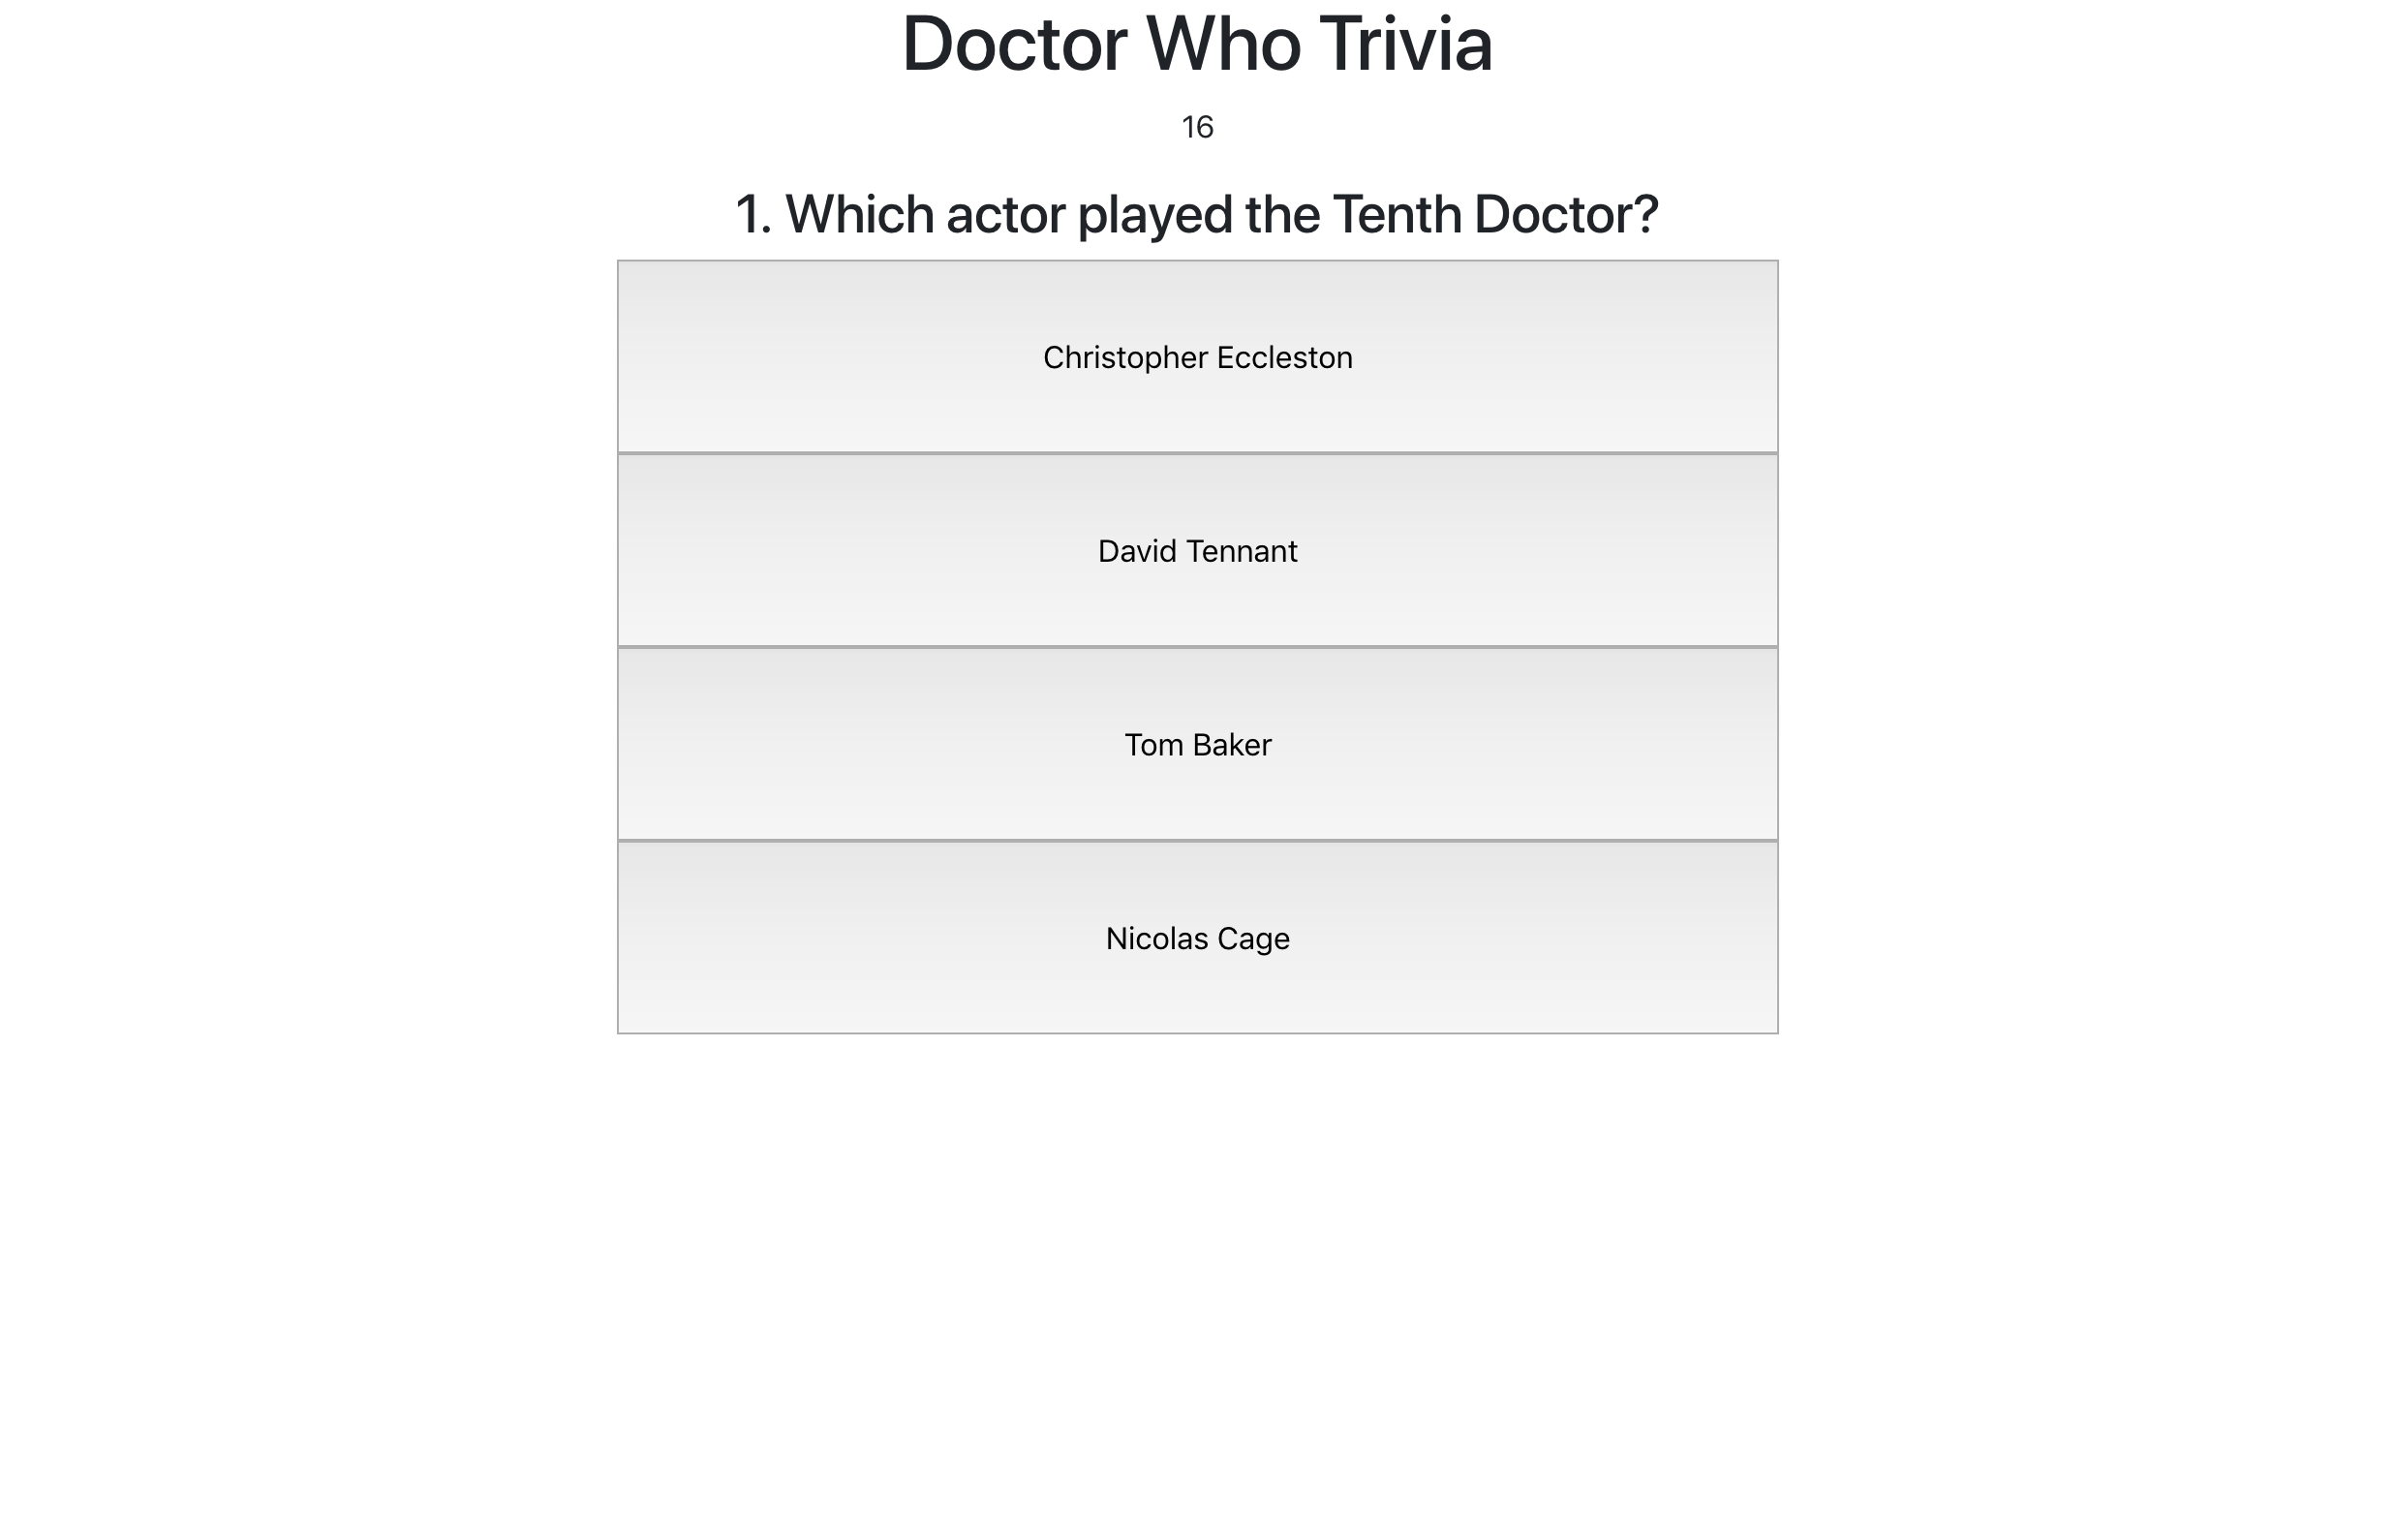 Doctor Who Trivia
16
1. Which actor played the Tenth Doctor?
Christopher Eccleston
David Tennant
Tom Baker
Nicolas Cage